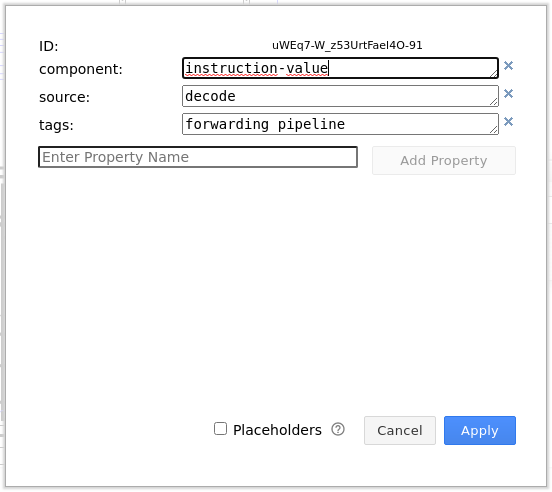 ID: uWEq7-W_z53UrtFael4O-91
component: instruction-value
source: decode
tags: forwarding pipeline
Enter Property Name Add Property
Placeholders Cancel Apply